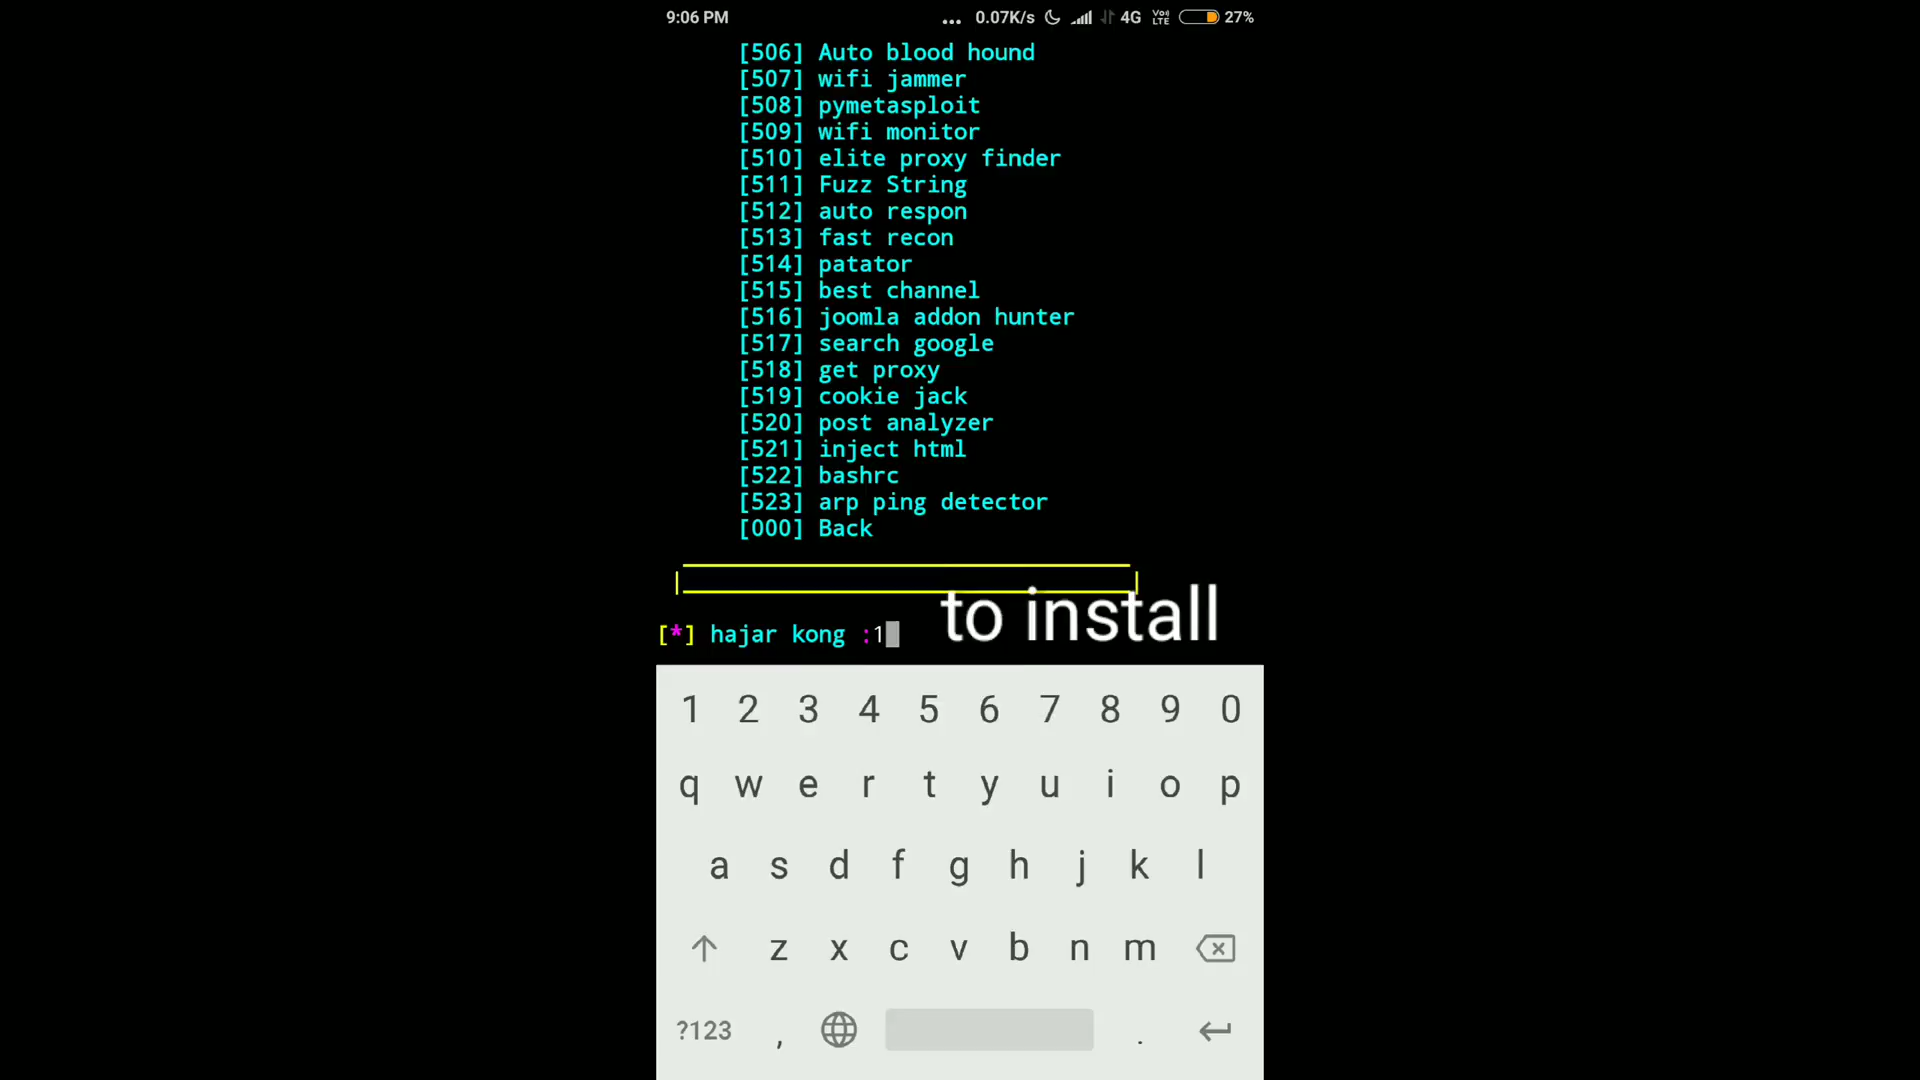 9:06 PM ... 0.07K/s 4G Vo) LTE 27%
[506] Auto blood hound
[507] wifi jammer
[508] pymetasploit
[509] wifi monitor
[510] elite proxy finder
[511] Fuzz String
[512] auto respon
[513] fast recon
[514] patator
[515] best channel
[516] joomla addon hunter
[517] search google
[518] get proxy
[519] cookie jack
[520] post analyzer
[521] inject html
[522] bashrc
[523] arp ping detector
[000] Back
to install
[*] hajar kong :1
1 2 3 4 5 6 7 8 9 0
q w e r t y u i o p
a s d f g h j k l
z x c v b n m
?123 , .